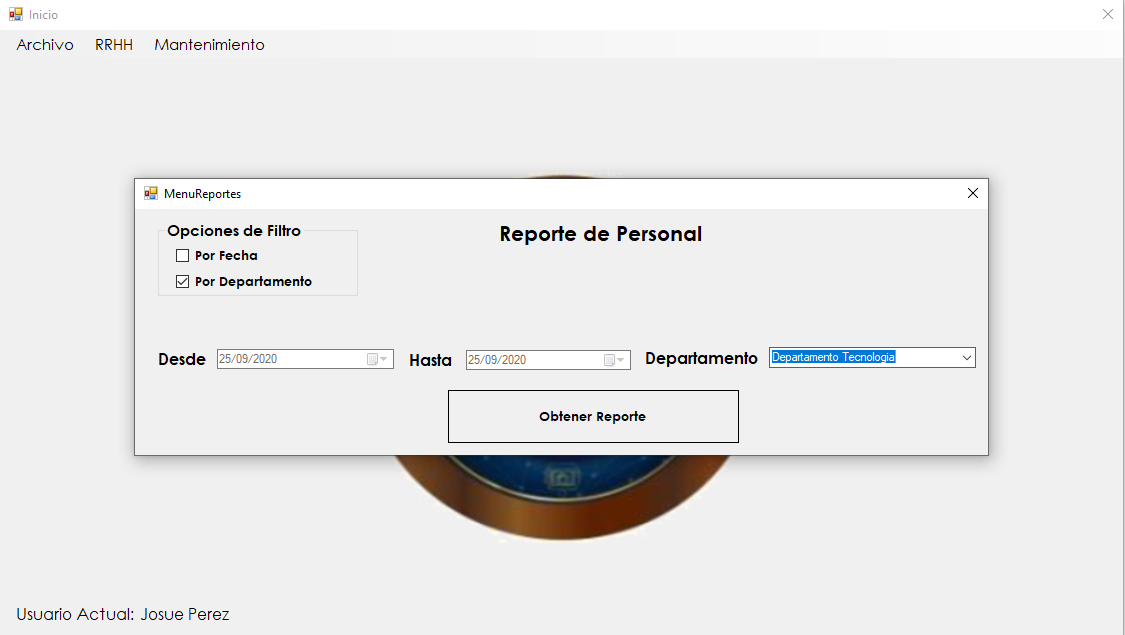 Inicio
Archivo RRHH Mantenimiento
MenuReportes
Opciones de Filtro
Reporte de Personal
Por Fecha
Por Departamento
Desde 25/09/2020 Hasta 25/09/2020 Departamento Departamento Tecnologia
Obtener Reporte
Usuario Actual: Josue Perez